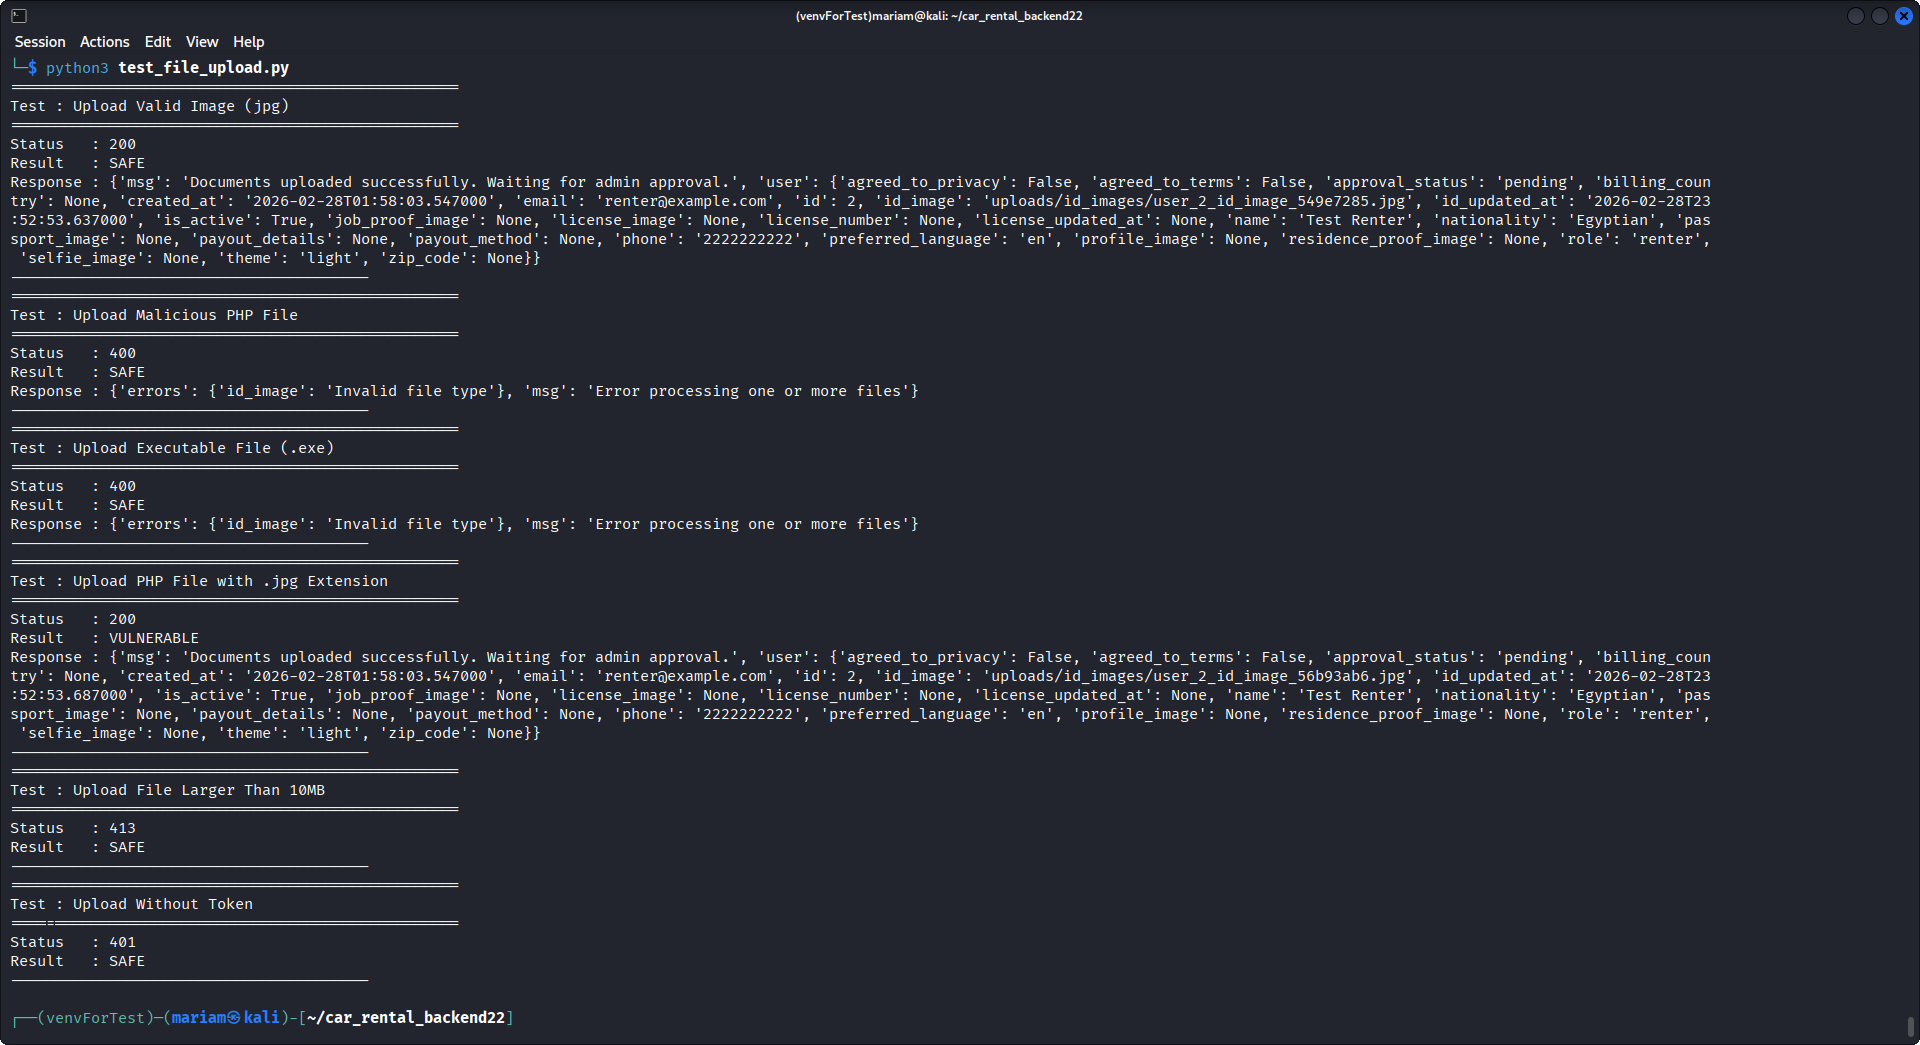 (venvForTest)mariam@kali: ~/car_rental_backend22
Session Actions Edit View Help
└─$ python3 test_file_upload.py
==================================================
Test : Upload Valid Image (jpg)
==================================================
Status   : 200
Result   : SAFE
Response : {'msg': 'Documents uploaded successfully. Waiting for admin approval.', 'user': {'agreed_to_privacy': False, 'agreed_to_terms': False, 'approval_status': 'pending', 'billing_coun
try': None, 'created_at': '2026-02-28T01:58:03.547000', 'email': 'renter@example.com', 'id': 2, 'id_image': 'uploads/id_images/user_2_id_image_549e7285.jpg', 'id_updated_at': '2026-02-28T23
:52:53.637000', 'is_active': True, 'job_proof_image': None, 'license_image': None, 'license_number': None, 'license_updated_at': None, 'name': 'Test Renter', 'nationality': 'Egyptian', 'pas
sport_image': None, 'payout_details': None, 'payout_method': None, 'phone': '2222222222', 'preferred_language': 'en', 'profile_image': None, 'residence_proof_image': None, 'role': 'renter',
 'selfie_image': None, 'theme': 'light', 'zip_code': None}}
----------------------------------------
==================================================
Test : Upload Malicious PHP File
==================================================
Status   : 400
Result   : SAFE
Response : {'errors': {'id_image': 'Invalid file type'}, 'msg': 'Error processing one or more files'}
----------------------------------------
==================================================
Test : Upload Executable File (.exe)
==================================================
Status   : 400
Result   : SAFE
Response : {'errors': {'id_image': 'Invalid file type'}, 'msg': 'Error processing one or more files'}
----------------------------------------
==================================================
Test : Upload PHP File with .jpg Extension
==================================================
Status   : 200
Result   : VULNERABLE
Response : {'msg': 'Documents uploaded successfully. Waiting for admin approval.', 'user': {'agreed_to_privacy': False, 'agreed_to_terms': False, 'approval_status': 'pending', 'billing_coun
try': None, 'created_at': '2026-02-28T01:58:03.547000', 'email': 'renter@example.com', 'id': 2, 'id_image': 'uploads/id_images/user_2_id_image_56b93ab6.jpg', 'id_updated_at': '2026-02-28T23
:52:53.687000', 'is_active': True, 'job_proof_image': None, 'license_image': None, 'license_number': None, 'license_updated_at': None, 'name': 'Test Renter', 'nationality': 'Egyptian', 'pas
sport_image': None, 'payout_details': None, 'payout_method': None, 'phone': '2222222222', 'preferred_language': 'en', 'profile_image': None, 'residence_proof_image': None, 'role': 'renter',
 'selfie_image': None, 'theme': 'light', 'zip_code': None}}
----------------------------------------
==================================================
Test : Upload File Larger Than 10MB
==================================================
Status   : 413
Result   : SAFE
----------------------------------------
==================================================
Test : Upload Without Token
==================================================
Status   : 401
Result   : SAFE
----------------------------------------
┌──(venvForTest)─(mariam㉿kali)-[~/car_rental_backend22]